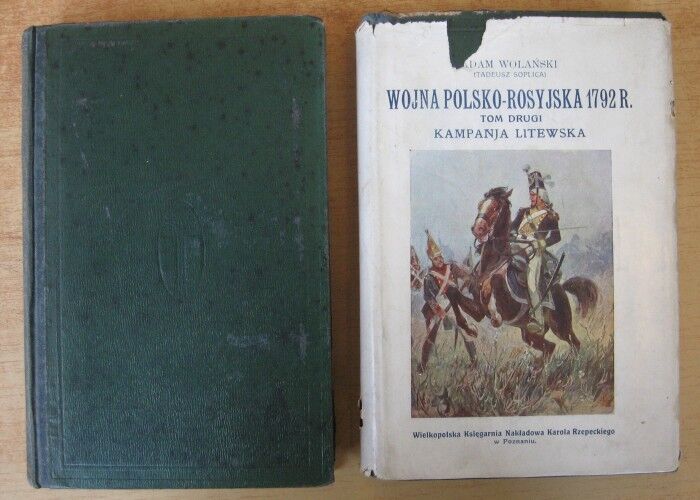 ADAM WOLAŃSKI
(TADEUSZ SOPLICA)
WOJNA POLSKO-ROSYJSKA 1792 R.
TOM DRUGI
KAMPANJA LITEWSKA
Wielkopolska Księgarnia Nakładowa Karola Rzepeckiego
w Poznaniu.